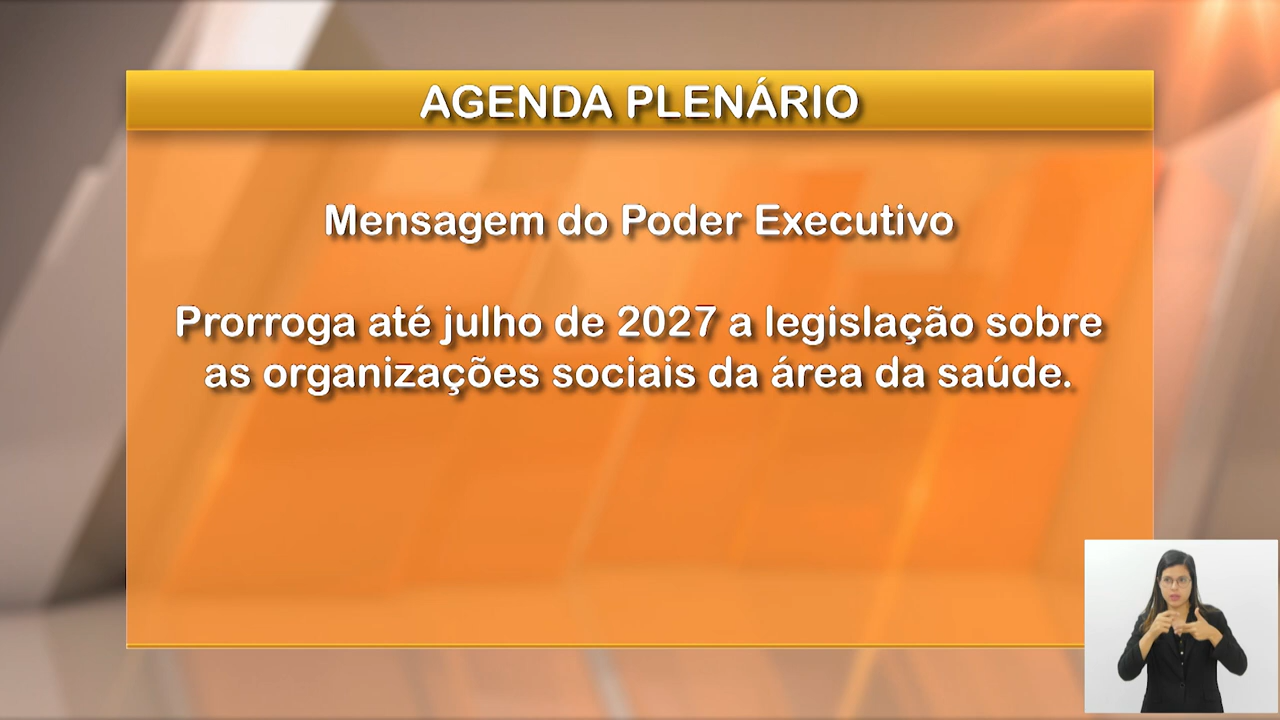 AGENDA PLENÁRIO
Mensagem do Poder Executivo
Prorroga até julho de 2027 a legislação sobre
as organizações sociais da área da saúde.